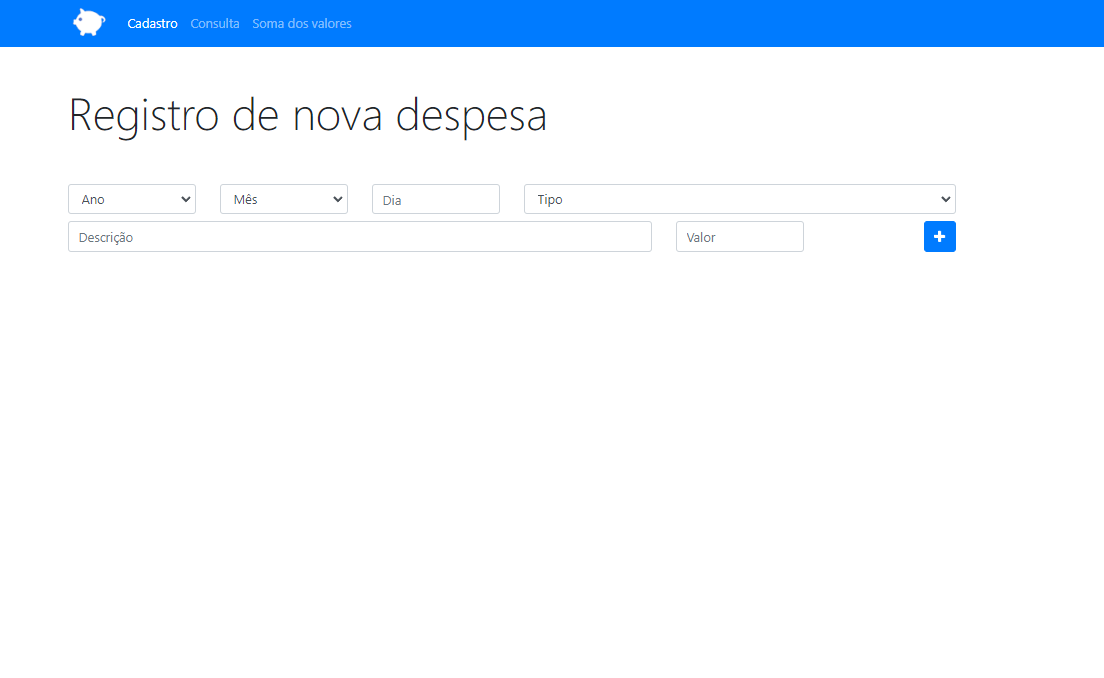 Cadastro Consulta Soma dos valores
Registro de nova despesa
Ano Mês Dia Tipo
Descrição Valor